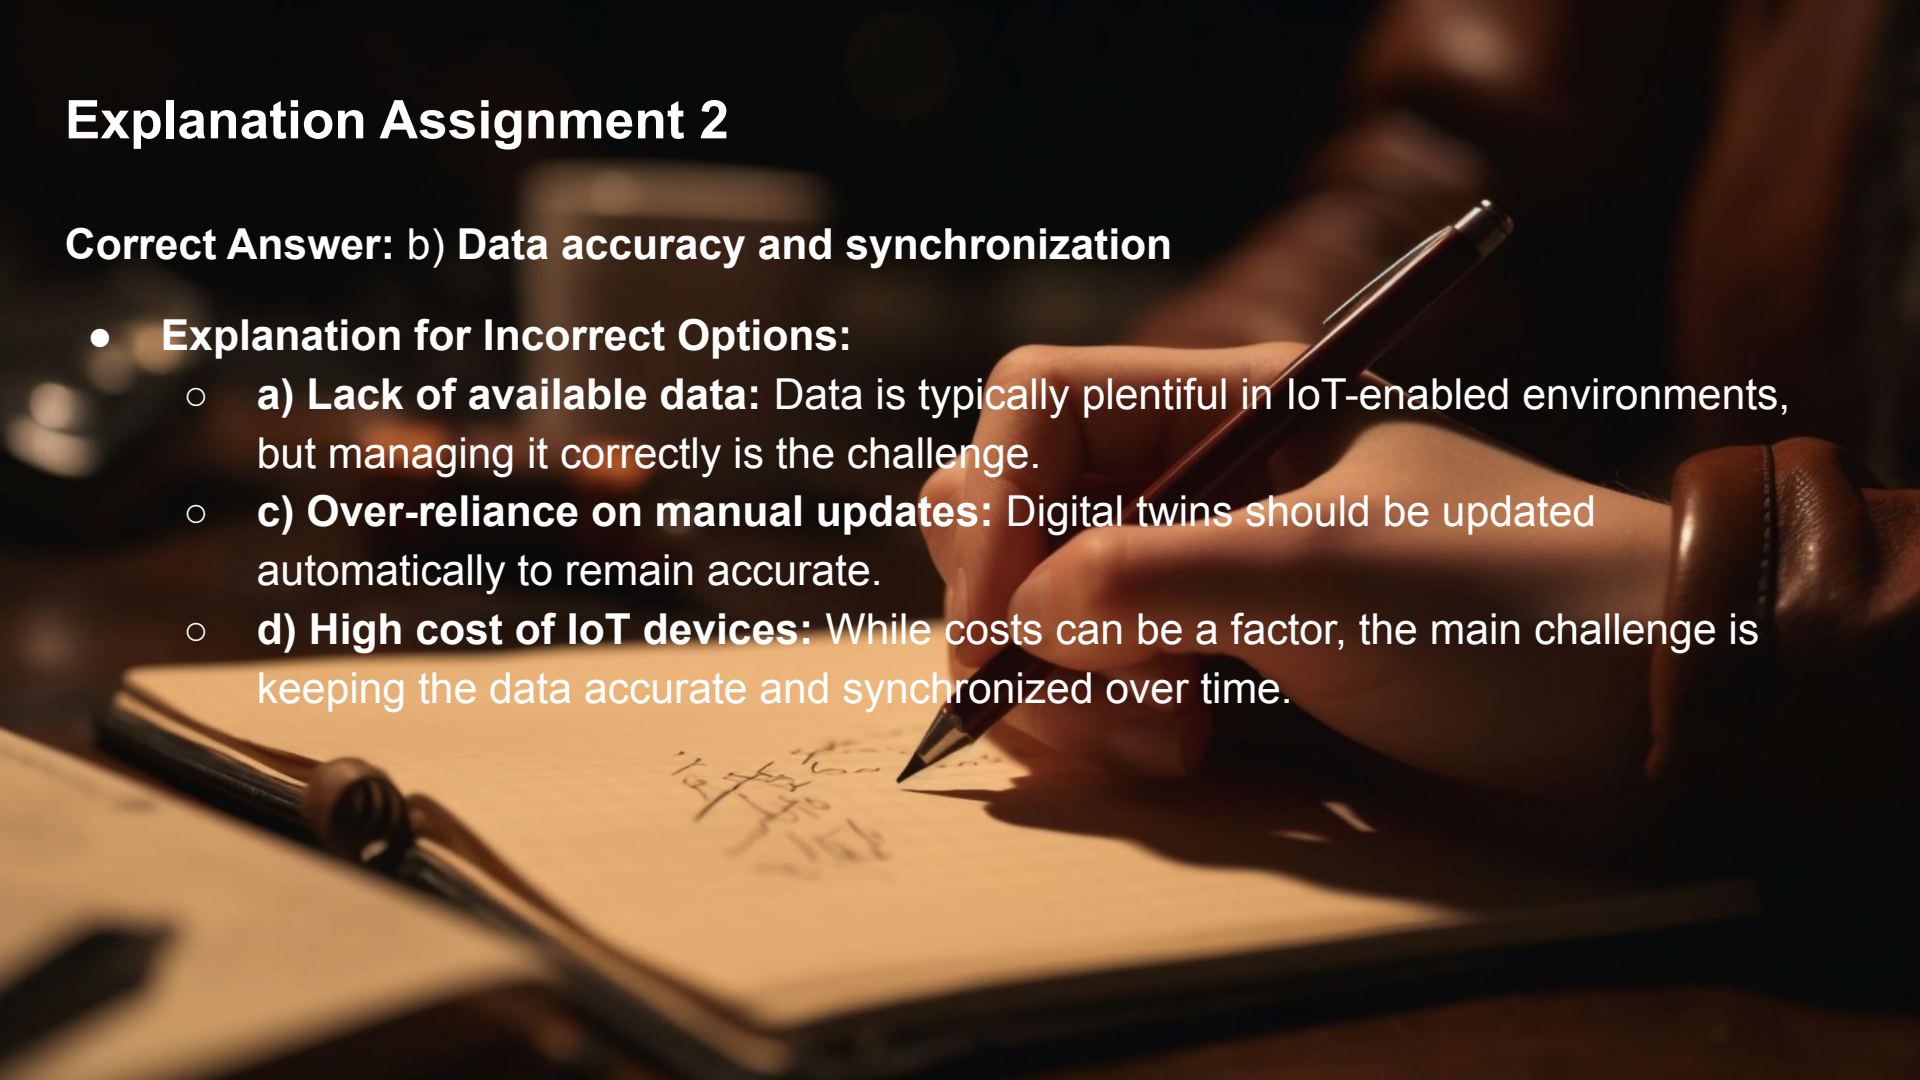 Explanation Assignment 2
Correct Answer: b) Data accuracy and synchronization
● Explanation for Incorrect Options:
○ a) Lack of available data: Data is typically plentiful in IoT-enabled environments,
but managing it correctly is the challenge.
○ c) Over-reliance on manual updates: Digital twins should be updated
automatically to remain accurate.
○ d) High cost of IoT devices: While costs can be a factor, the main challenge is
keeping the data accurate and synchronized over time.